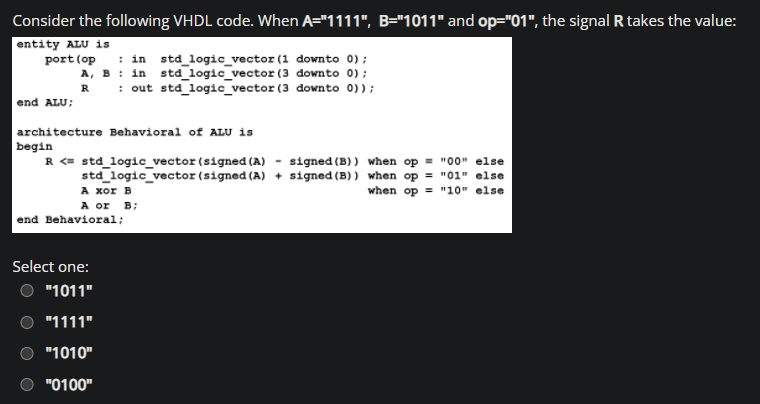 Consider the following VHDL code. When A="1111", B="1011" and op="01", the signal R takes the value:
entity ALU is
port(op : in std_logic_vector(1 downto 0);
A, B : in std_logic_vector(3 downto 0);
R : out std_logic_vector(3 downto 0));
end ALU;
architecture Behavioral of ALU is
begin
R <= std_logic_vector(signed(A) - signed(B)) when op = "00" else
std_logic_vector(signed(A) + signed(B)) when op = "01" else
A xor B when op = "10" else
A or B;
end Behavioral;
Select one:
"1011"
"1111"
"1010"
"0100"